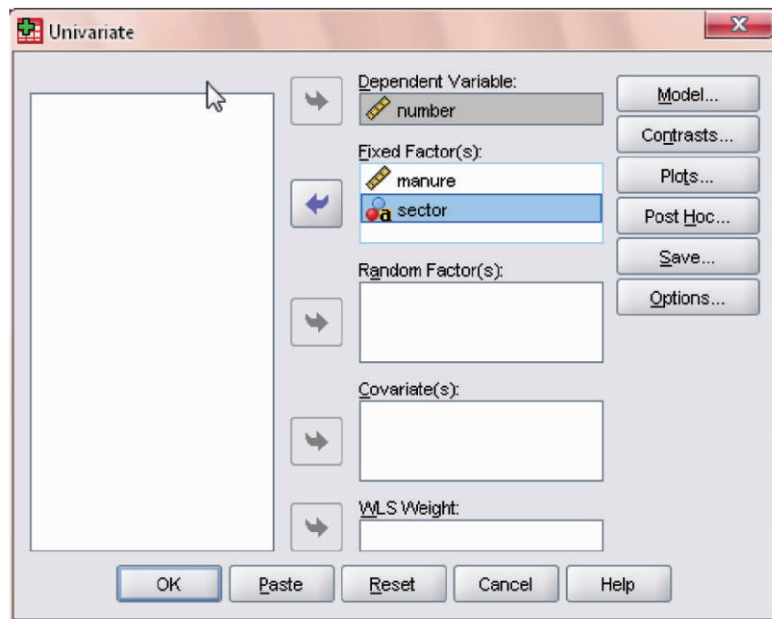 Univariate
Dependent Variable:
number
Fixed Factor(s):
manure
a sector
Random Factor(s):
Covariate(s):
WLS Weight:
Model...
Contrasts...
Plots...
Post Hoc...
Save...
Options...
OK
Paste
Reset
Cancel
Help